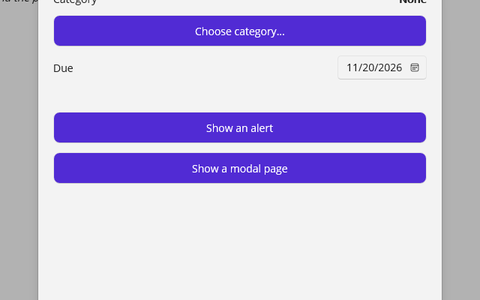 Category None
Choose category...
Due 11/20/2026
Show an alert
Show a modal page